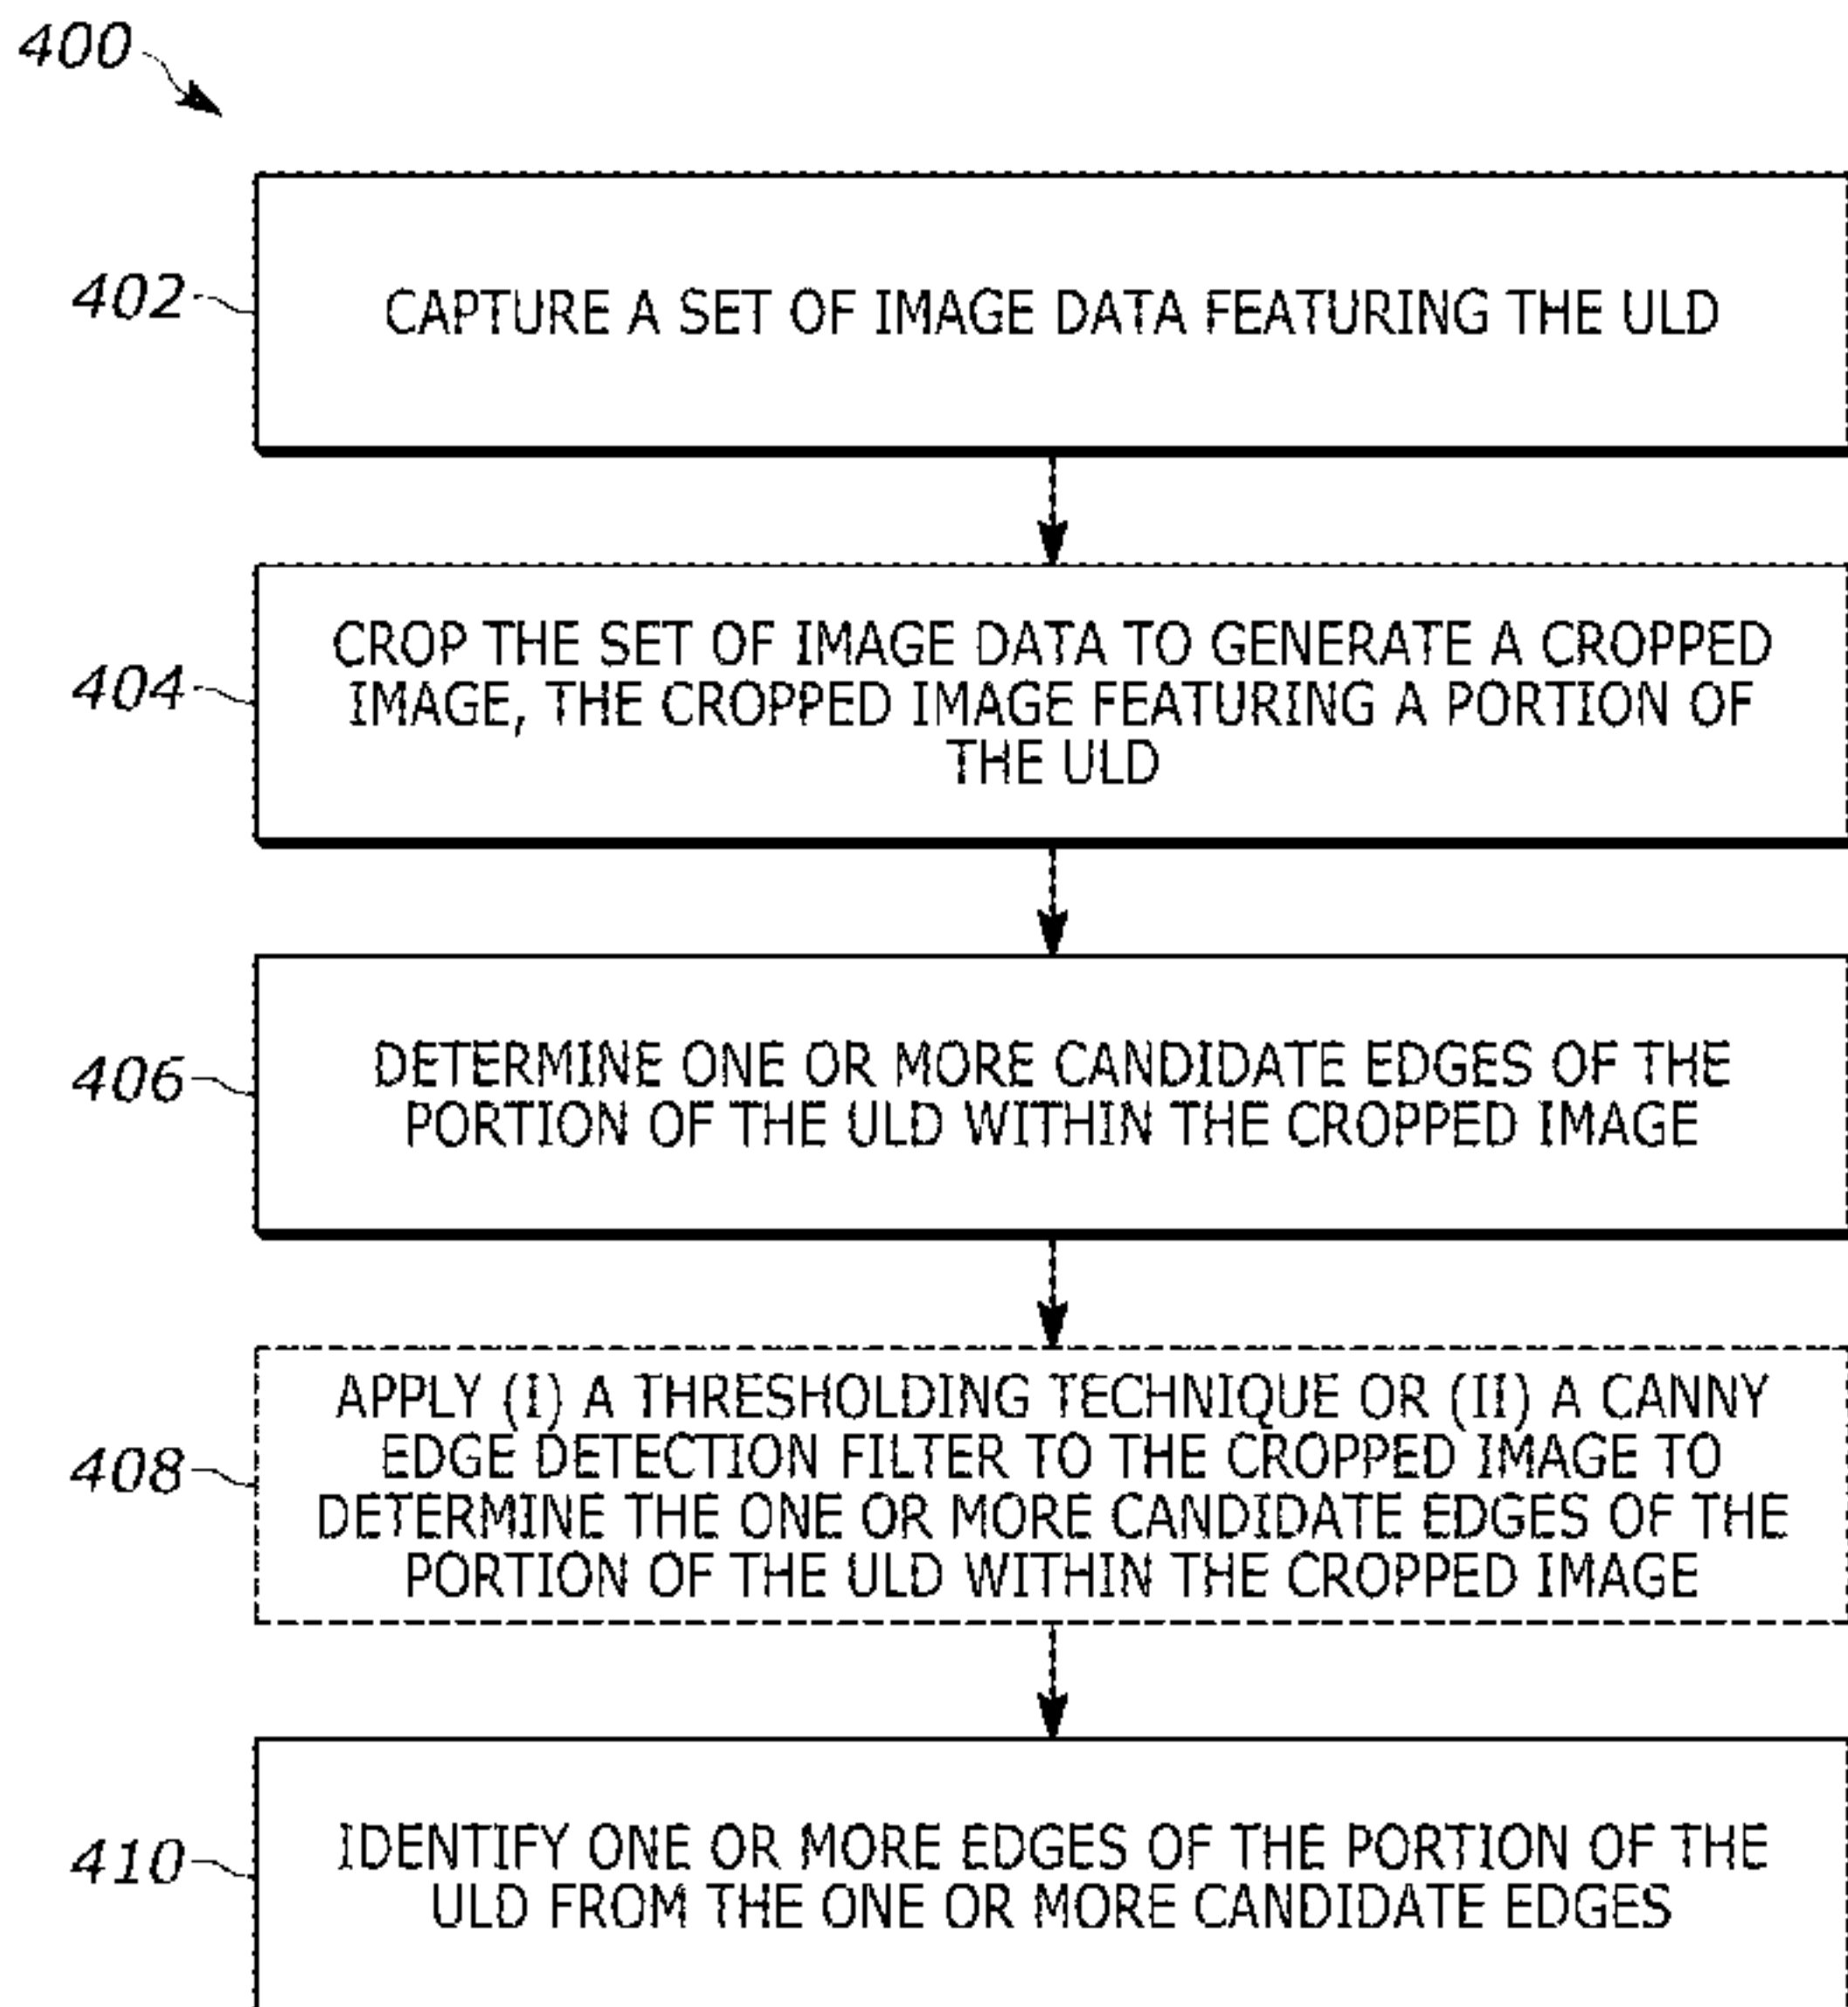 400
402
CAPTURE A SET OF IMAGE DATA FEATURING THE ULD
404
CROP THE SET OF IMAGE DATA TO GENERATE A CROPPED
IMAGE, THE CROPPED IMAGE FEATURING A PORTION OF
THE ULD
406
DETERMINE ONE OR MORE CANDIDATE EDGES OF THE
PORTION OF THE ULD WITHIN THE CROPPED IMAGE
408
APPLY (I) A THRESHOLDING TECHNIQUE OR (II) A CANNY
EDGE DETECTION FILTER TO THE CROPPED IMAGE TO
DETERMINE THE ONE OR MORE CANDIDATE EDGES OF THE
PORTION OF THE ULD WITHIN THE CROPPED IMAGE
410
IDENTIFY ONE OR MORE EDGES OF THE PORTION OF THE
ULD FROM THE ONE OR MORE CANDIDATE EDGES